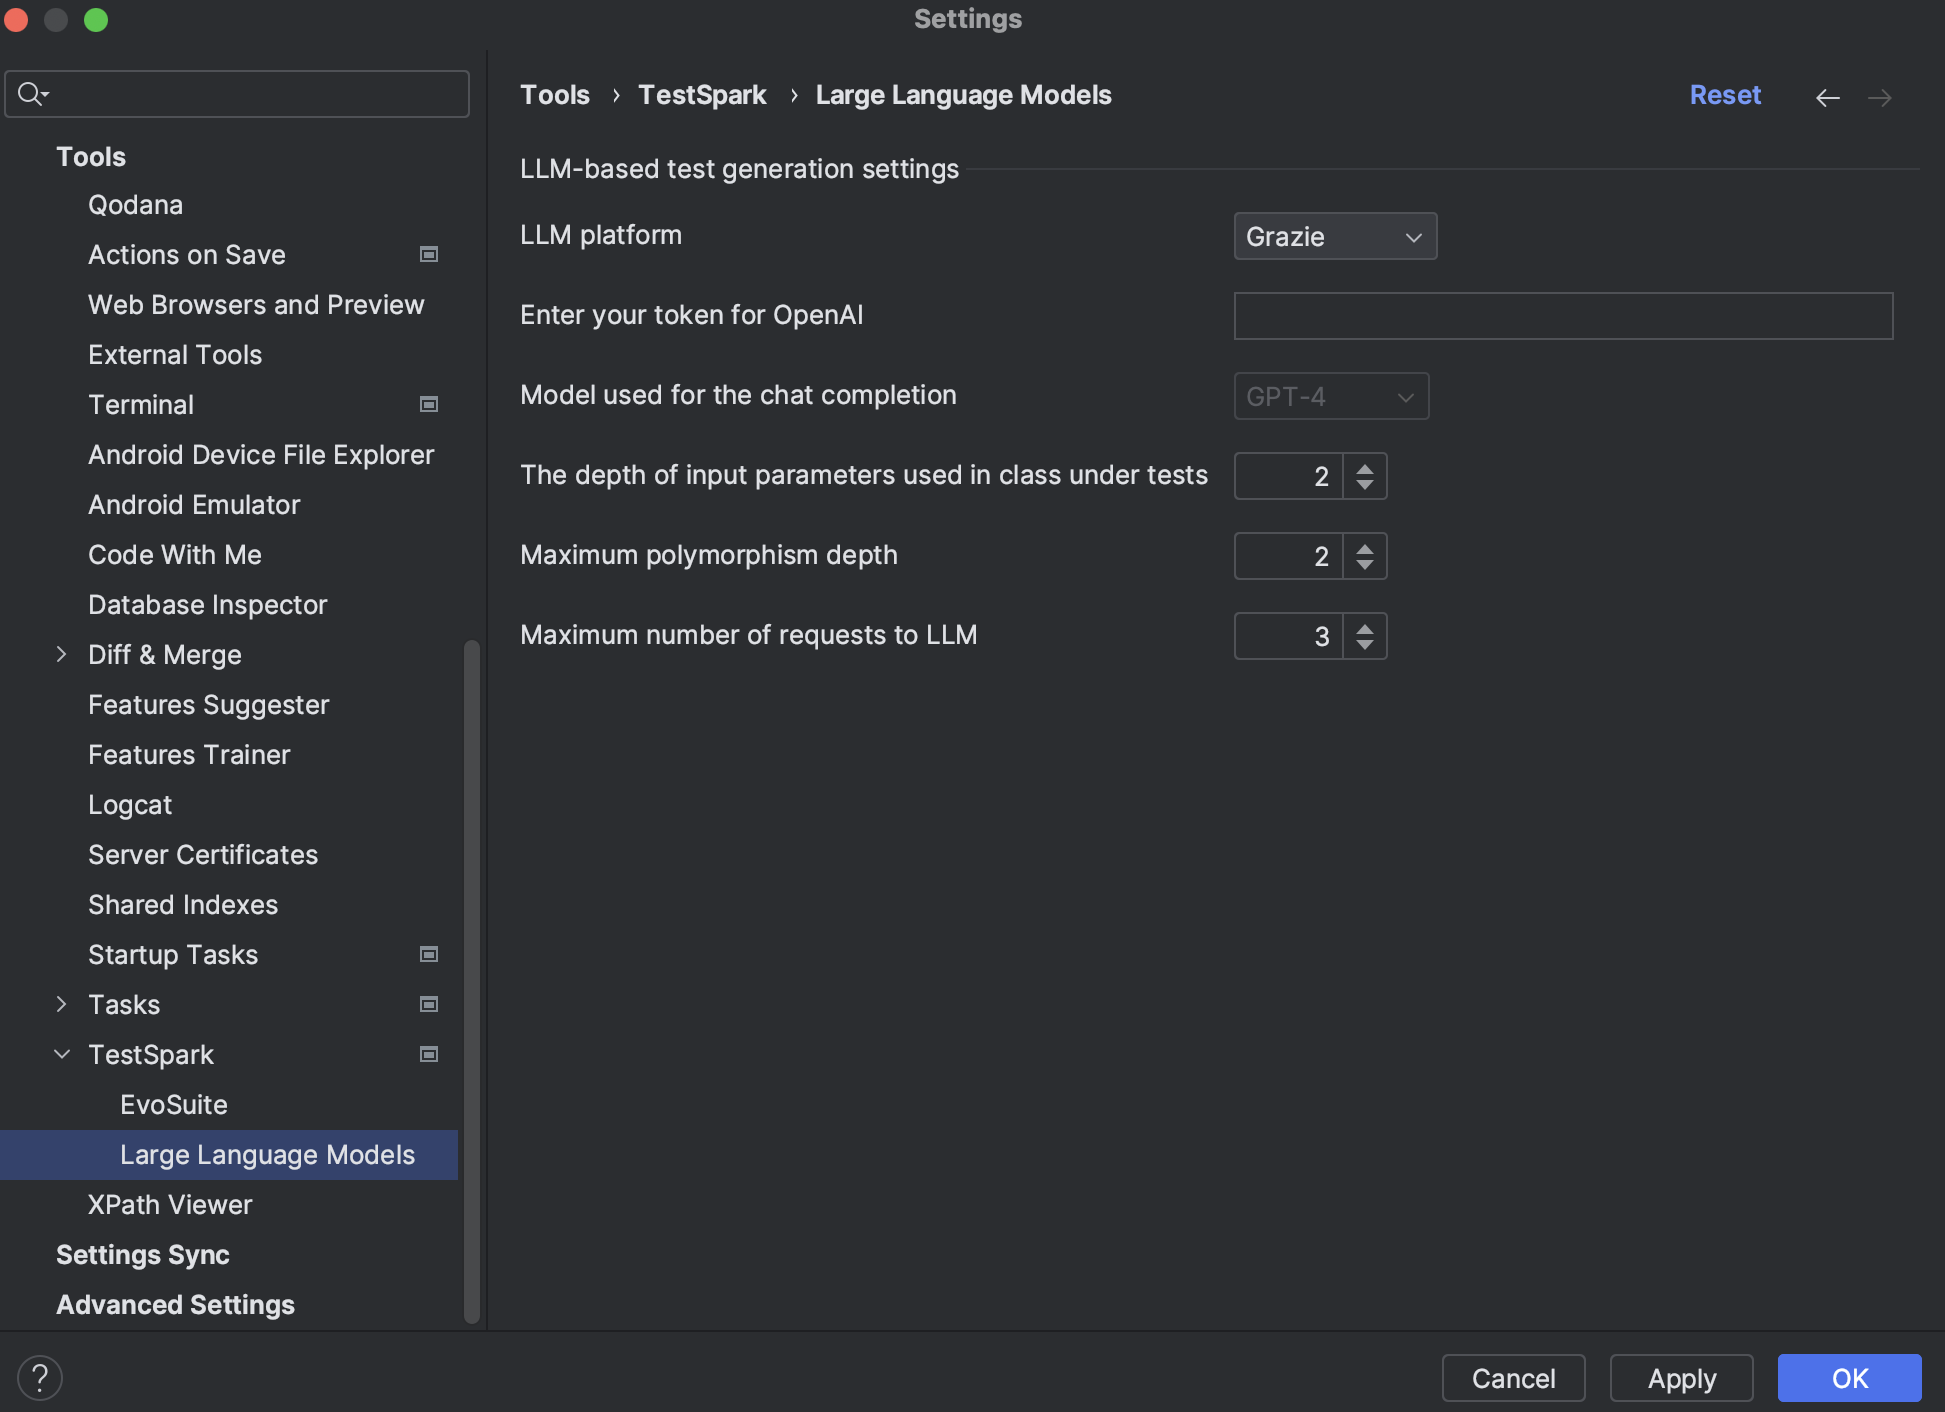 Settings
Tools
Qodana
Actions on Save
Web Browsers and Preview
External Tools
Terminal
Android Device File Explorer
Android Emulator
Code With Me
Database Inspector
Diff & Merge
Features Suggester
Features Trainer
Logcat
Server Certificates
Shared Indexes
Startup Tasks
Tasks
TestSpark
EvoSuite
Large Language Models
XPath Viewer
Settings Sync
Advanced Settings
Tools › TestSpark › Large Language Models Reset
LLM-based test generation settings
LLM platform Grazie
Enter your token for OpenAI
Model used for the chat completion GPT-4
The depth of input parameters used in class under tests 2
Maximum polymorphism depth 2
Maximum number of requests to LLM 3
? Cancel Apply OK